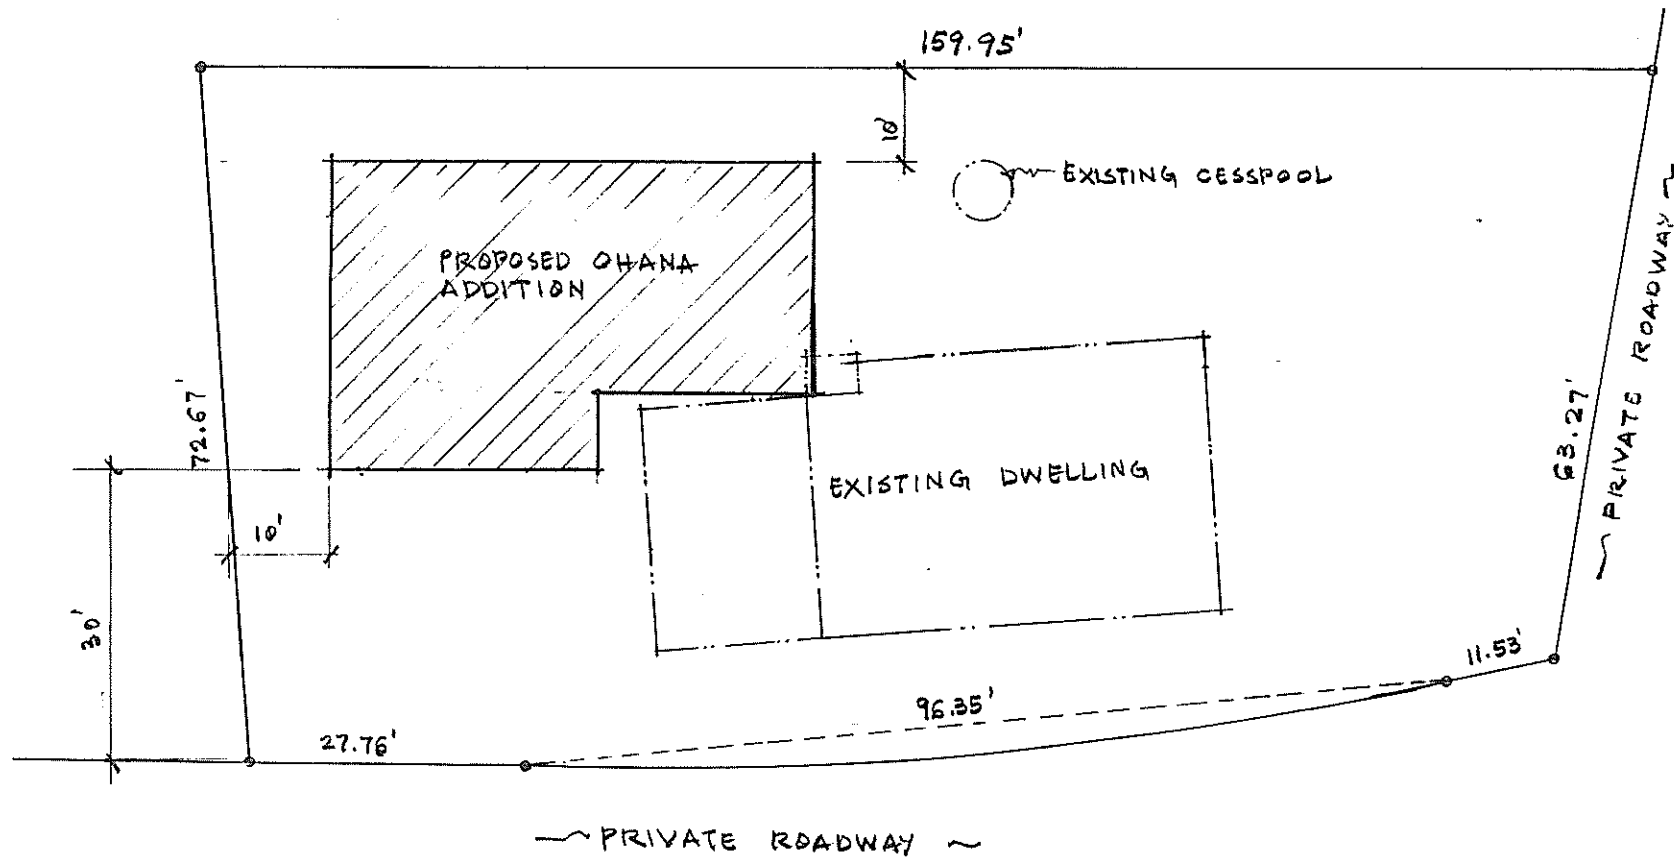 159.95'
10'
EXISTING CESSPOOL
PROPOSED OHANA
ADDITION
72.67'
63.27'
~ PRIVATE ROADWAY ~
EXISTING DWELLING
10'
30'
11.53'
96.35'
27.76'
~ PRIVATE ROADWAY ~